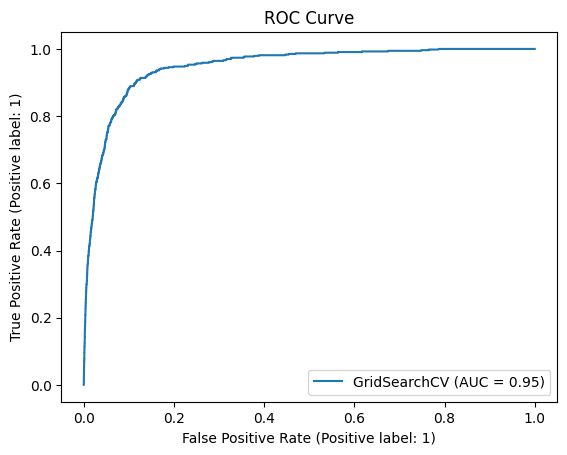 ROC Curve
1.0
0.8
0.6
0.4
0.2
0.0
True Positive Rate (Positive label: 1)
GridSearchCV (AUC = 0.95)
0.0 0.2 0.4 0.6 0.8 1.0
False Positive Rate (Positive label: 1)